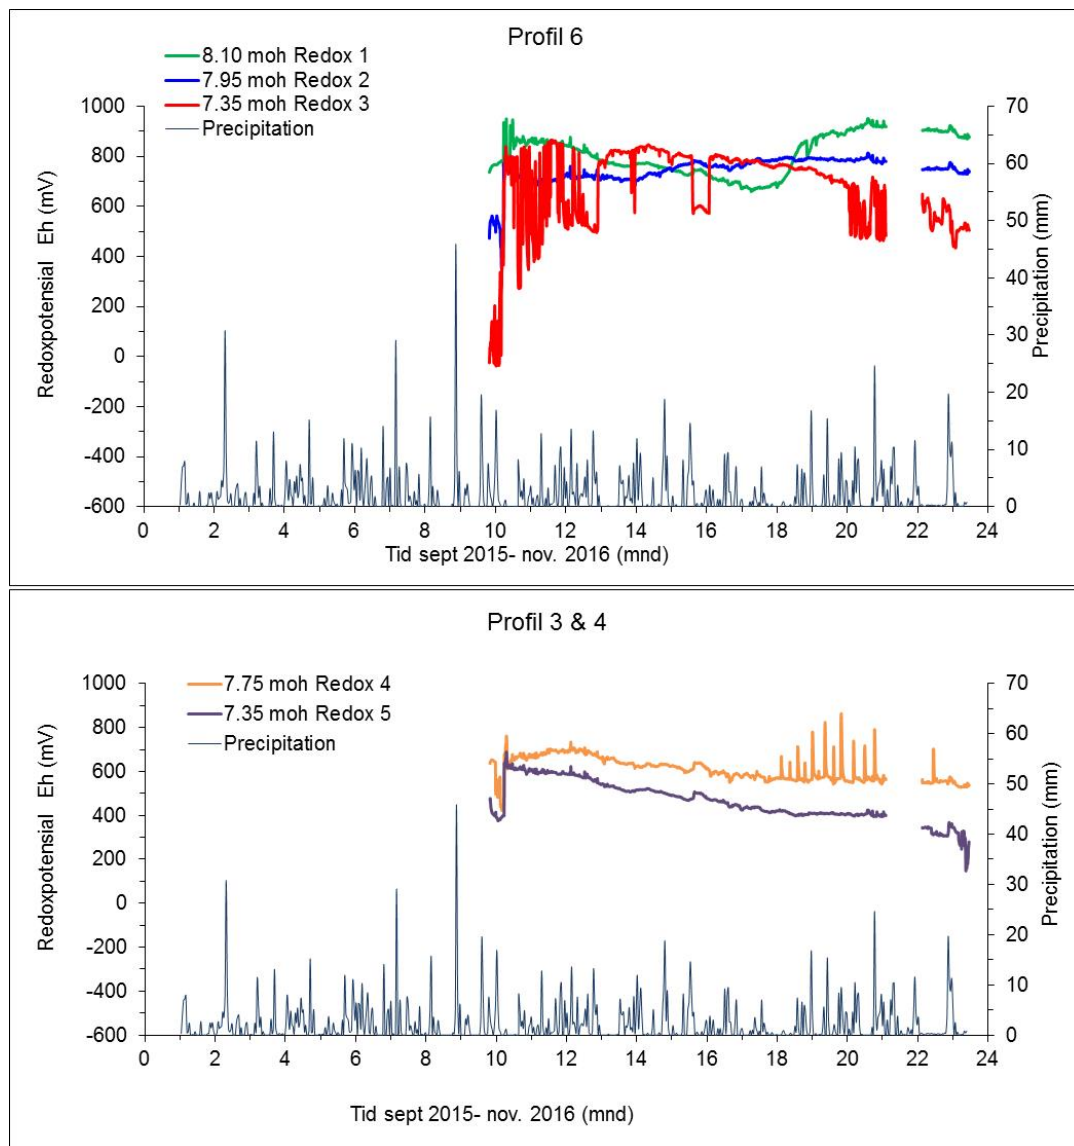 Profil 6
8.10 moh Redox 1
7.95 moh Redox 2
7.35 moh Redox 3
Precipitation
Redoxpotensial Eh (mV)
1000
800
600
400
200
0
-200
-400
-600
70
60
50
40
30
20
10
0
Precipitation (mm)
0 2 4 6 8 10 12 14 16 18 20 22 24
Tid sept 2015- nov. 2016 (mnd)
Profil 3 & 4
7.75 moh Redox 4
7.35 moh Redox 5
Precipitation
Redoxpotensial Eh (mV)
1000
800
600
400
200
0
-200
-400
-600
70
60
50
40
30
20
10
0
Precipitation (mm)
0 2 4 6 8 10 12 14 16 18 20 22 24
Tid sept 2015- nov. 2016 (mnd)